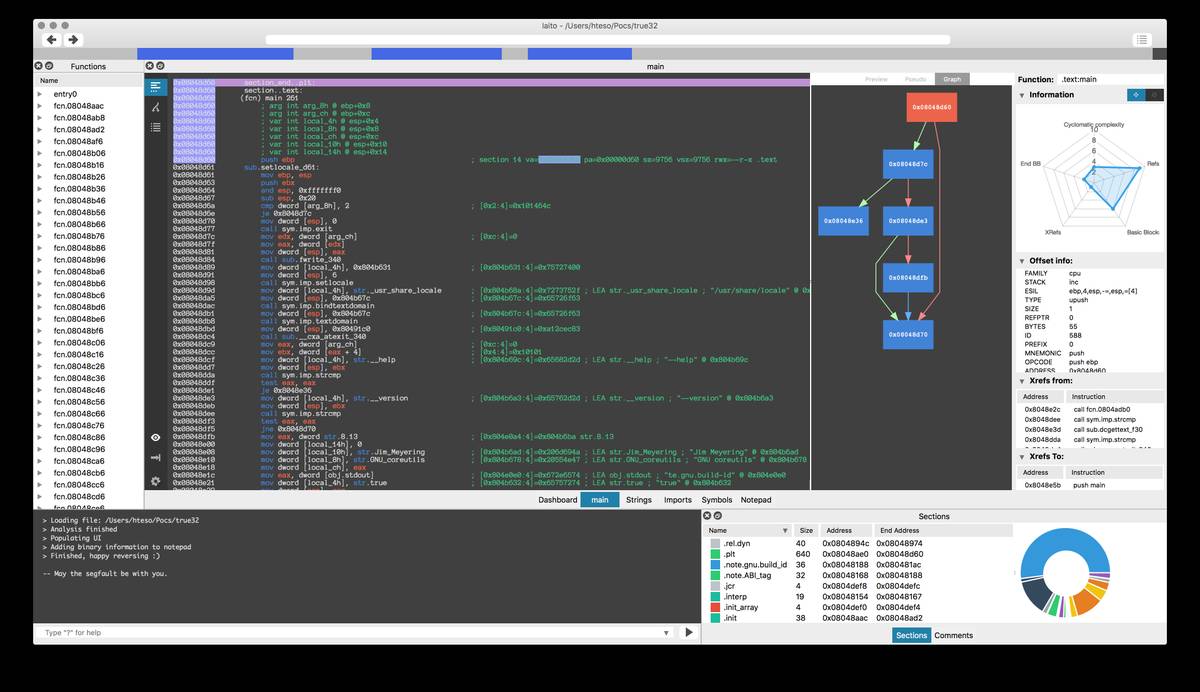 iaito - /Users/hteso/Pocs/true32
Functions
main
Name
entry0
fcn.08048aac
fcn.08048ab8
fcn.08048ad2
fcn.08048af6
fcn.08048b06
fcn.08048b16
fcn.08048b26
fcn.08048b36
fcn.08048b46
fcn.08048b56
fcn.08048b66
fcn.08048b76
fcn.08048b86
fcn.08048b96
fcn.08048ba6
fcn.08048bb6
fcn.08048bc6
fcn.08048bd6
fcn.08048be6
fcn.08048bf6
fcn.08048c06
fcn.08048c16
fcn.08048c26
fcn.08048c36
fcn.08048c46
fcn.08048c56
fcn.08048c66
fcn.08048c76
fcn.08048c86
fcn.08048c96
fcn.08048ca6
fcn.08048cb6
fcn.08048cc6
fcn.08048cd6
fcn.08048ce6
0x08048d60 section_end..plt:
0x08048d60 section..text:
0x08048d60 (fcn) main 261
0x08048d60 ; arg int arg_8h @ ebp+0x8
0x08048d60 ; arg int arg_ch @ ebp+0xc
0x08048d60 ; var int local_4h @ esp+0x4
0x08048d60 ; var int local_8h @ esp+0x8
0x08048d60 ; var int local_ch @ esp+0xc
0x08048d60 ; var int local_10h @ esp+0x10
0x08048d60 ; var int local_14h @ esp+0x14
0x08048d60 push ebp ; section 14 va= pa=0x00000d60 sz=9756 vsz=9756 rwx=--r-x .text
0x08048d61 sub.setlocale_d61:
0x08048d61 mov ebp, esp
0x08048d63 push ebx
0x08048d64 and esp, 0xfffffff0
0x08048d67 sub esp, 0x20
0x08048d6a cmp dword [arg_8h], 2 ; [0x2:4]=0x101464c
0x08048d6e je 0x8048d7c
0x08048d70 mov dword [esp], 0
0x08048d77 call sym.imp.exit
0x08048d7c mov edx, dword [arg_ch] ; [0xc:4]=0
0x08048d7f mov eax, dword [edx]
0x08048d81 mov dword [esp], eax
0x08048d84 call sub.fwrite_340
0x08048d89 mov dword [local_4h], 0x804b631 ; [0x804b631:4]=0x75727400
0x08048d91 mov dword [esp], 6
0x08048d98 call sym.imp.setlocale
0x08048d9d mov dword [local_4h], str._usr_share_locale ; [0x804b68a:4]=0x7273752f ; LEA str._usr_share_locale ; "/usr/share/locale" @ 0x
0x08048da5 mov dword [esp], 0x804b67c ; [0x804b67c:4]=0x65726f63
0x08048dac call sym.imp.bindtextdomain
0x08048db1 mov dword [esp], 0x804b67c ; [0x804b67c:4]=0x65726f63
0x08048db8 call sym.imp.textdomain
0x08048dbd mov dword [esp], 0x80491c0 ; [0x80491c0:4]=0xa12cec83
0x08048dc4 call sub.__cxa_atexit_340
0x08048dc9 mov eax, dword [arg_ch] ; [0xc:4]=0
0x08048dcc mov ebx, dword [eax + 4] ; [0x4:4]=0x10101
0x08048dcf mov dword [local_4h], str.__help ; [0x804b69c:4]=0x65682d2d ; LEA str.__help ; "--help" @ 0x804b69c
0x08048dd7 mov dword [esp], ebx
0x08048dda call sym.imp.strcmp
0x08048ddf test eax, eax
0x08048de1 je 0x8048e36
0x08048de3 mov dword [local_4h], str.__version ; [0x804b6a3:4]=0x65762d2d ; LEA str.__version ; "--version" @ 0x804b6a3
0x08048deb mov dword [esp], ebx
0x08048dee call sym.imp.strcmp
0x08048df3 test eax, eax
0x08048df5 jne 0x8048d70
0x08048dfb mov eax, dword str.8.13 ; [0x804e0a4:4]=0x804b6ba str.8.13
0x08048e00 mov dword [local_14h], 0
0x08048e08 mov dword [local_10h], str.Jim_Meyering ; [0x804b6ad:4]=0x206d694a ; LEA str.Jim_Meyering ; "Jim Meyering" @ 0x804b6ad
0x08048e10 mov dword [local_8h], str.GNU_coreutils ; [0x804b678:4]=0x20554e47 ; LEA str.GNU_coreutils ; "GNU coreutils" @ 0x804b678
0x08048e18 mov dword [local_ch], eax
0x08048e1c mov eax, dword [obj.stdout] ; [0x804e0e0:4]=0x672e6574 ; LEA obj.stdout ; "te.gnu.build-id" @ 0x804e0e0
0x08048e21 mov dword [local_4h], str.true ; [0x804b632:4]=0x65757274 ; LEA str.true ; "true" @ 0x804b632
Preview Pseudo Graph
0x08048d60
0x08048d7c
0x08048e36
0x08048de3
0x08048dfb
0x08048d70
Function: .text:main
Information
Cyclomatic complexity
10
8
6
4
2
End BB
Refs
XRefs
Basic Block
Offset info:
FAMILY cpu
STACK inc
ESIL ebp,4,esp,-=,esp,=[4]
TYPE upush
SIZE 1
REFPTR 0
BYTES 55
ID 588
PREFIX 0
MNEMONIC push
OPCODE push ebp
ADDRESS 0x8048d60
Xrefs from:
Address Instruction
0x8048e2c call fcn.0804adb0
0x8048dee call sym.imp.strcmp
0x8048e3d call sub.dcgettext_f30
0x8048dda call sym.imp.strcmp
Xrefs To:
Address Instruction
0x8048e5b push main
Dashboard main Strings Imports Symbols Notepad
> Loading file: /Users/hteso/Pocs/true32
> Analysis finished
> Populating UI
> Adding binary information to notepad
> Finished, happy reversing :)
-- May the segfault be with you.
Type "?" for help
Sections
Name Size Address End Address
.rel.dyn 40 0x0804894c 0x08048974
.plt 640 0x08048ae0 0x08048d60
.note.gnu.build_id 36 0x08048188 0x080481ac
.note.ABI_tag 32 0x08048168 0x08048188
.jcr 4 0x0804def8 0x0804defc
.interp 19 0x08048154 0x08048167
.init_array 4 0x0804def0 0x0804def4
.init 38 0x08048aac 0x08048ad2
Sections Comments